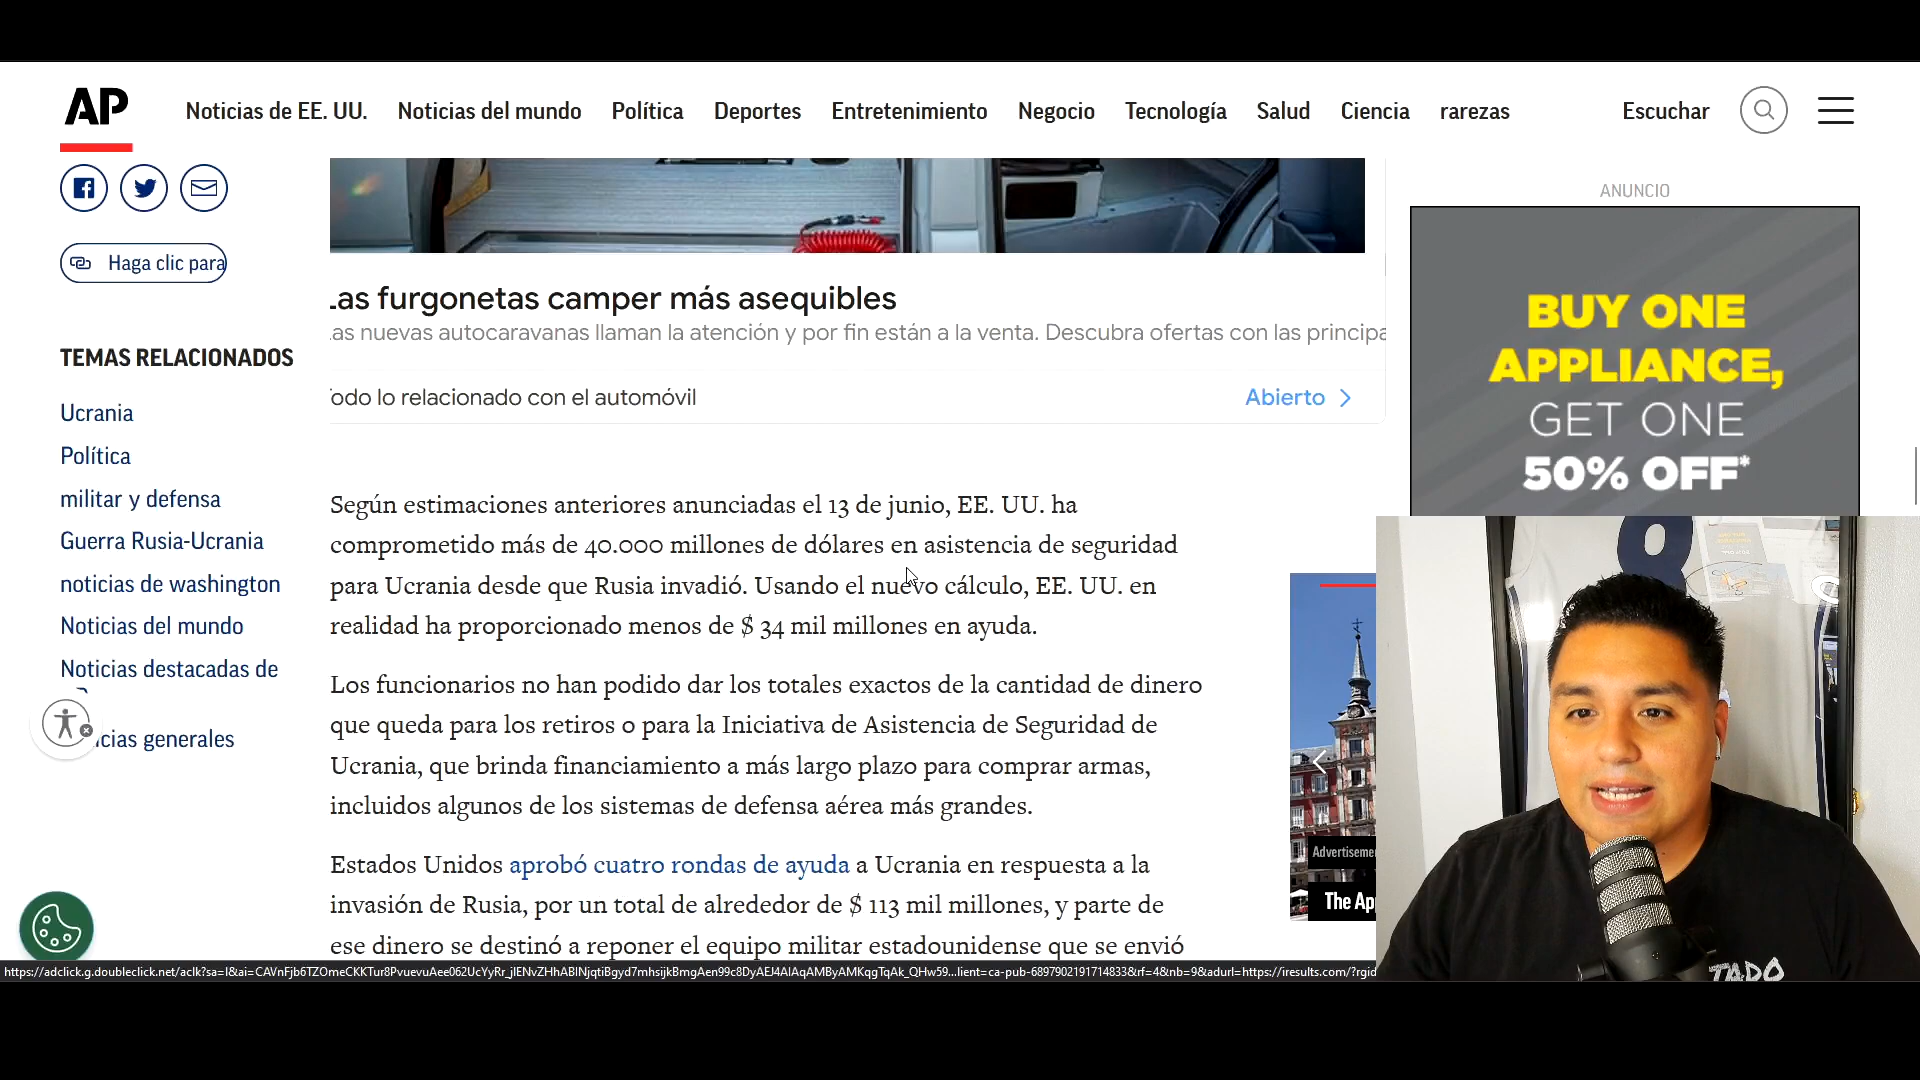 AP
Noticias de EE. UU.
Noticias del mundo
Política
Deportes
Entretenimiento
Negocio
Tecnología
Salud
Ciencia
rarezas
Escuchar
Haga clic para
TEMAS RELACIONADOS
Ucrania
Política
militar y defensa
Guerra Rusia-Ucrania
noticias de washington
Noticias del mundo
Noticias destacadas de
cias generales
as furgonetas camper más asequibles
as nuevas autocaravanas llaman la atención y por fin están a la venta. Descubra ofertas con las principa
odo lo relacionado con el automóvil
Abierto
Según estimaciones anteriores anunciadas el 13 de junio, EE. UU. ha
comprometido más de 40.000 millones de dólares en asistencia de seguridad
para Ucrania desde que Rusia invadió. Usando el nuevo cálculo, EE. UU. en
realidad ha proporcionado menos de $ 34 mil millones en ayuda.
Los funcionarios no han podido dar los totales exactos de la cantidad de dinero
que queda para los retiros o para la Iniciativa de Asistencia de Seguridad de
Ucrania, que brinda financiamiento a más largo plazo para comprar armas,
incluidos algunos de los sistemas de defensa aérea más grandes.
Estados Unidos aprobó cuatro rondas de ayuda a Ucrania en respuesta a la
invasión de Rusia, por un total de alrededor de $ 113 mil millones, y parte de
ese dinero se destinó a reponer el equipo militar estadounidense que se envió
ANUNCIO
BUY ONE
APPLIANCE,
GET ONE
50% OFF*
Advertiseme
The Ap